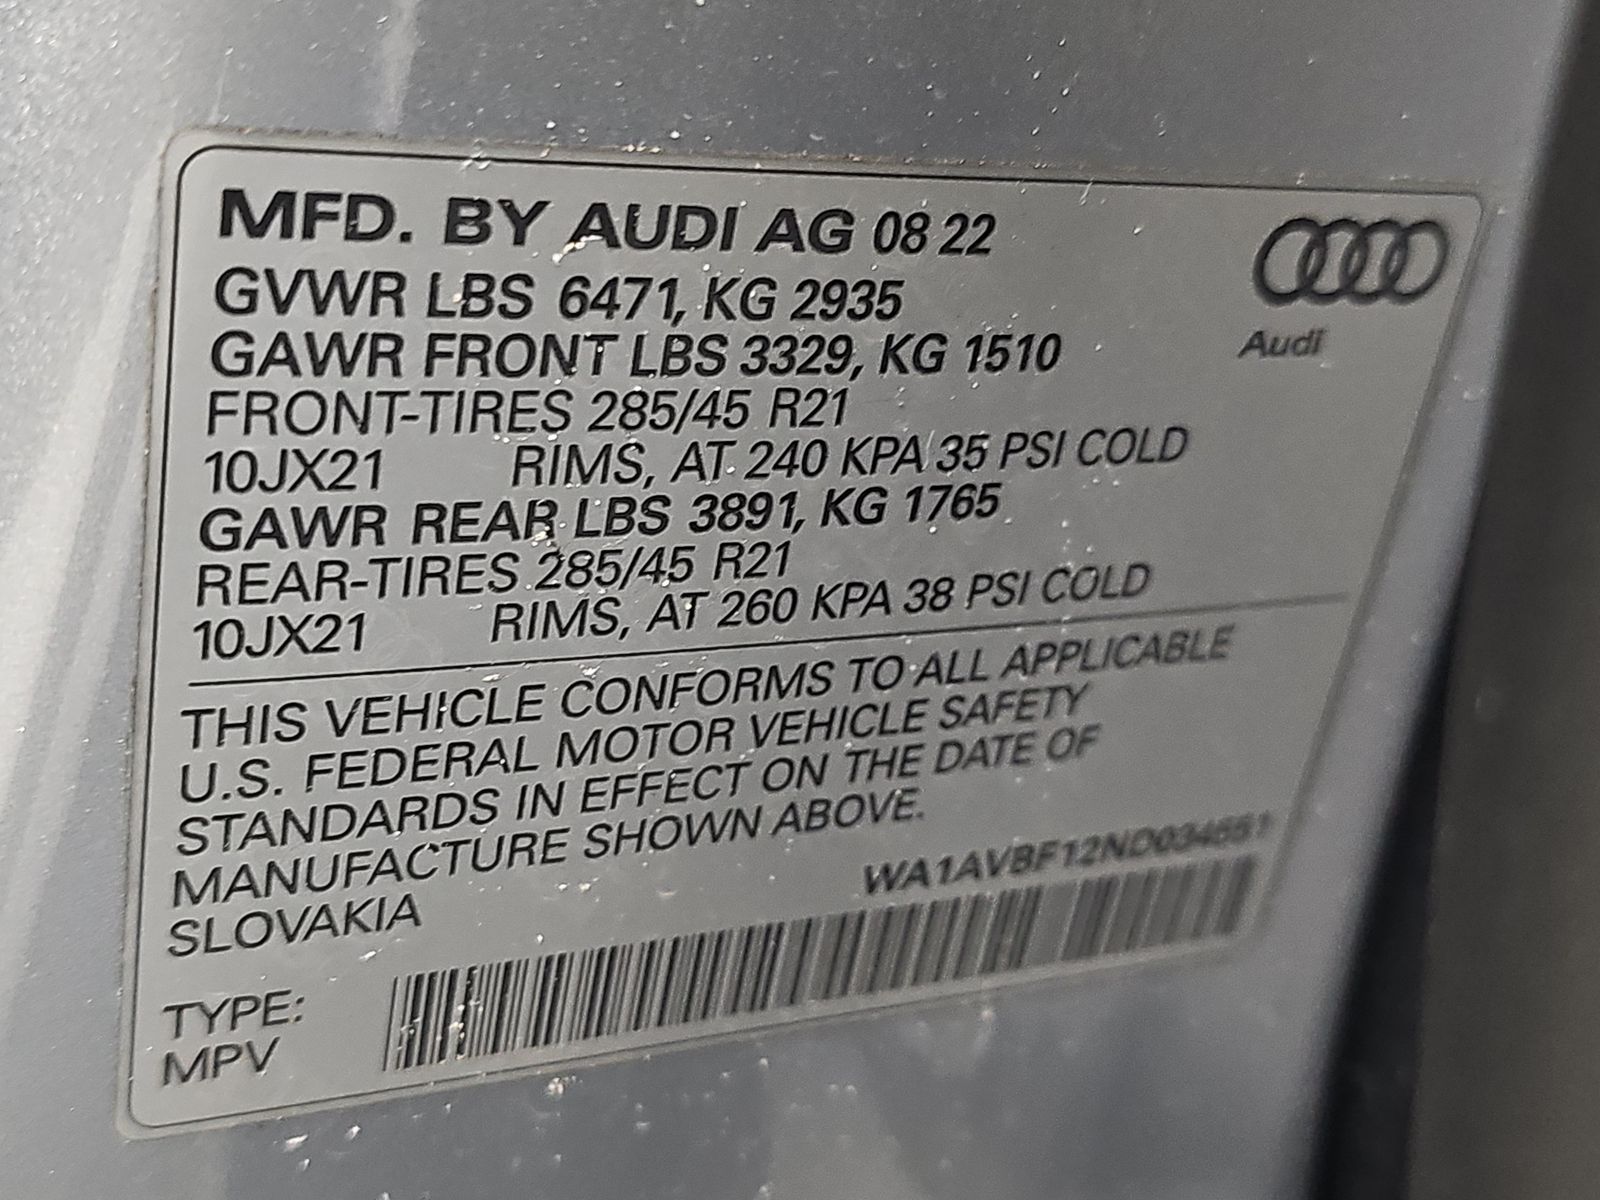 MFD. BY AUDI AG 08 22
GVWR LBS 6471, KG 2935
GAWR FRONT LBS 3329, KG 1510
FRONT-TIRES 285/45 R21
10JX21 RIMS, AT 240 KPA 35 PSI COLD
GAWR REAR LBS 3891, KG 1765
REAR-TIRES 285/45 R21
10JX21 RIMS, AT 260 KPA 38 PSI COLD
Audi
THIS VEHICLE CONFORMS TO ALL APPLICABLE
U.S. FEDERAL MOTOR VEHICLE SAFETY
STANDARDS IN EFFECT ON THE DATE OF
MANUFACTURE SHOWN ABOVE.
SLOVAKIA
TYPE:
MPV